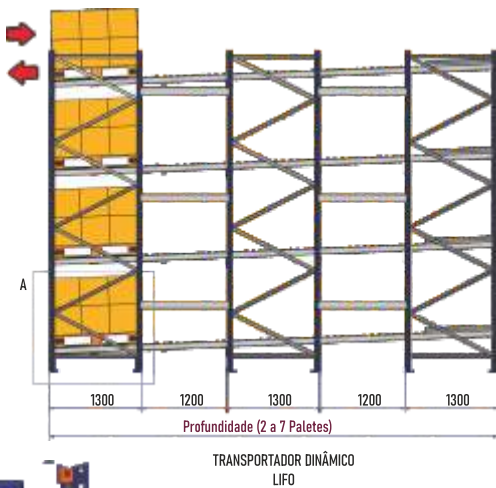 A
1300 1200 1300 1200 1300
Profundidade (2 a 7 Paletes)
TRANSPORTADOR DINÂMICO
LIFO